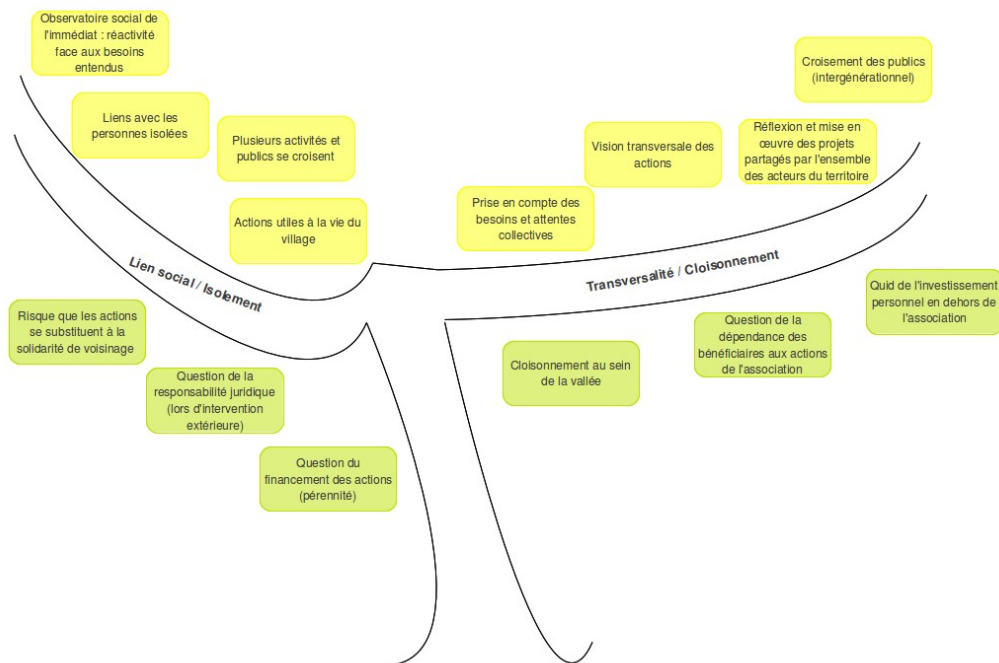 Observatoire social de
l'immédiat : réactivité
face aux besoins
entendus
Liens avec les
personnes isolées
Plusieurs activités et
publics se croisent
Actions utiles à la vie du
village
Croisement des publics
(intergénérationnel)
Vision transversale des
actions
Réflexion et mise en
œuvre des projets
partagés par l'ensemble
des acteurs du territoire
Prise en compte des
besoins et attentes
collectives
Lien social / Isolement
Transversalité / Cloisonnement
Risque que les actions
se substituent à la
solidarité de voisinage
Question de la
responsabilité juridique
(lors d'intervention
extérieure)
Question du
financement des actions
(pérennité)
Cloisonnement au sein
de la vallée
Question de la
dépendance des
bénéficiaires aux actions
de l'association
Quid de l'investissement
personnel en dehors de
l'association